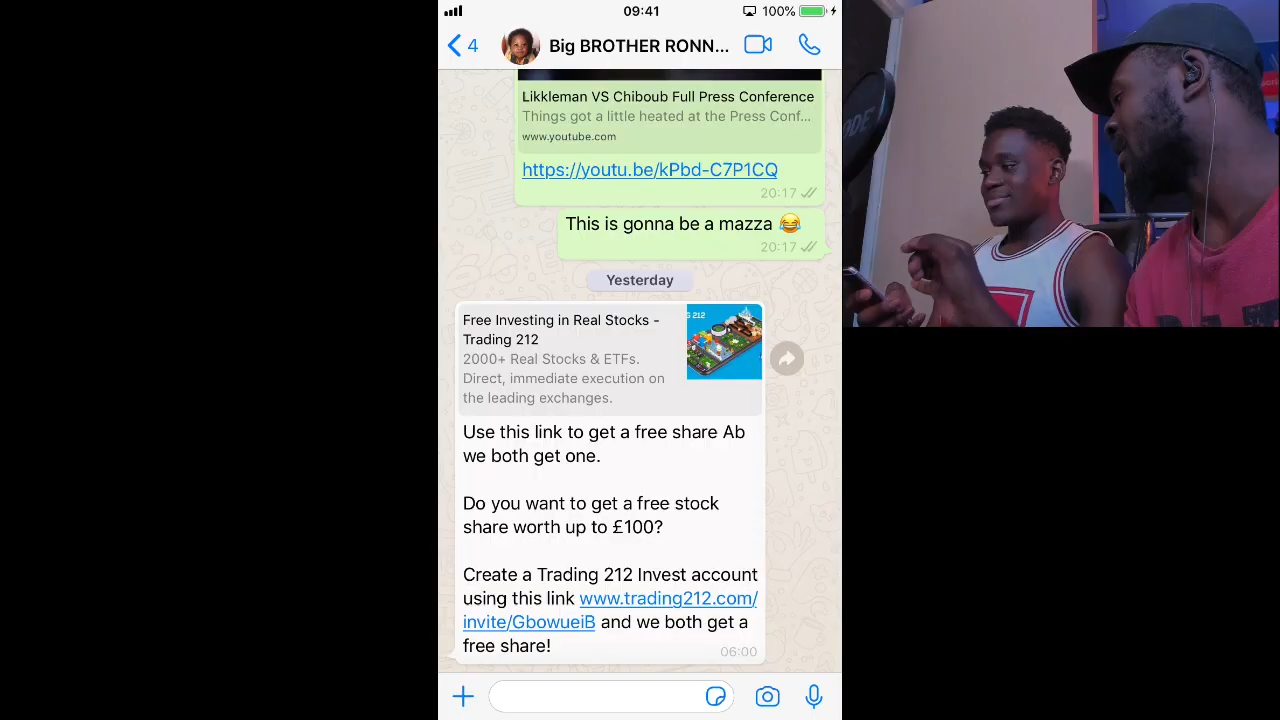 09:41
100%
4
Big BROTHER RONN...
Likkleman VS Chiboub Full Press Conference
Things got a little heated at the Press Conf...
www.youtube.com
https://youtu.be/kPbd-C7P1CQ
20:17
This is gonna be a mazza 😂
20:17
Yesterday
Free Investing in Real Stocks -
Trading 212
2000+ Real Stocks & ETFs.
Direct, immediate execution on
the leading exchanges.
G 212
Use this link to get a free share Ab
we both get one.
Do you want to get a free stock
share worth up to £100?
Create a Trading 212 Invest account
using this link www.trading212.com/
invite/GbowueiB and we both get a
free share!
06:00